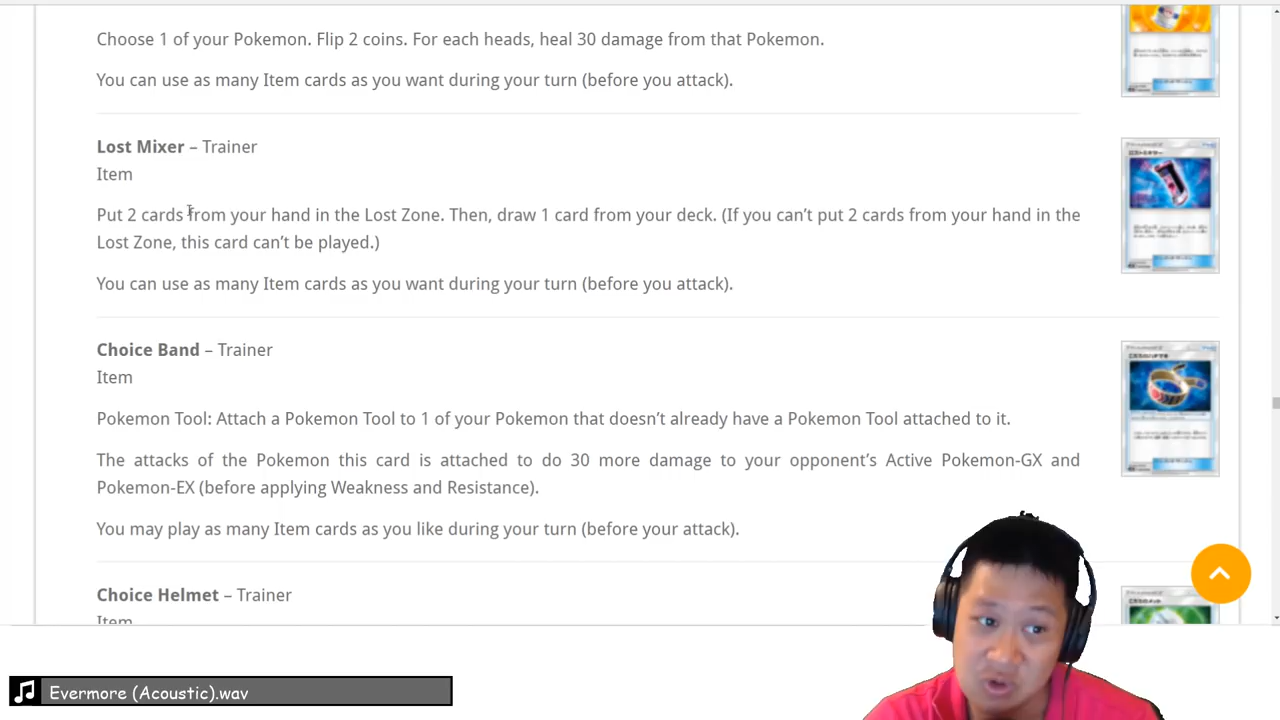 Choose 1 of your Pokemon. Flip 2 coins. For each heads, heal 30 damage from that Pokemon.
You can use as many Item cards as you want during your turn (before you attack).
Lost Mixer – Trainer
Item
Put 2 cards from your hand in the Lost Zone. Then, draw 1 card from your deck. (If you can’t put 2 cards from your hand in the
Lost Zone, this card can’t be played.)
You can use as many Item cards as you want during your turn (before you attack).
Choice Band – Trainer
Item
Pokemon Tool: Attach a Pokemon Tool to 1 of your Pokemon that doesn’t already have a Pokemon Tool attached to it.
The attacks of the Pokemon this card is attached to do 30 more damage to your opponent’s Active Pokemon-GX and
Pokemon-EX (before applying Weakness and Resistance).
You may play as many Item cards as you like during your turn (before your attack).
Choice Helmet – Trainer
Item
Evermore (Acoustic).wav